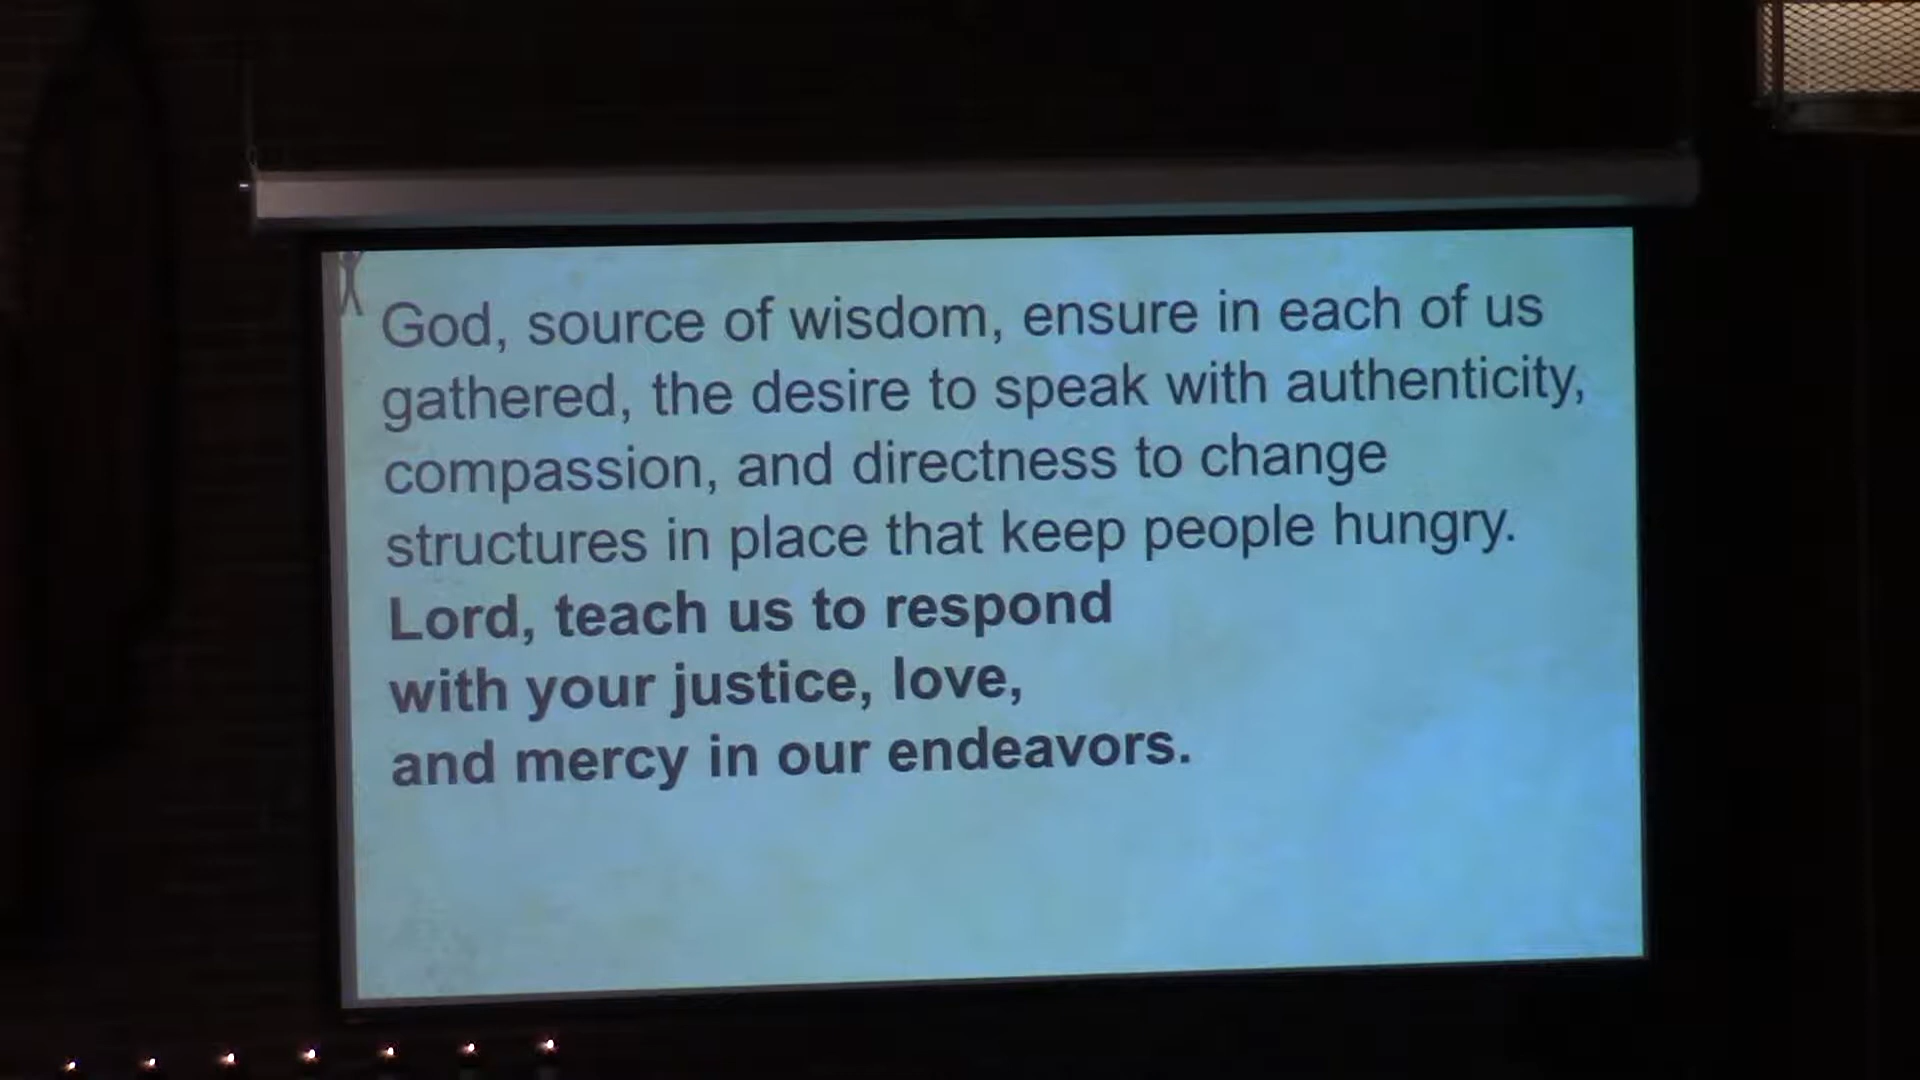 God, source of wisdom, ensure in each of us
gathered, the desire to speak with authenticity,
compassion, and directness to change
structures in place that keep people hungry.
Lord, teach us to respond
with your justice, love,
and mercy in our endeavors.